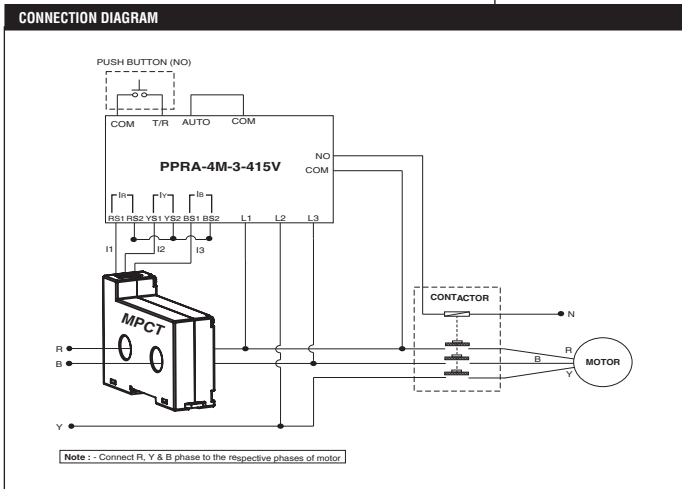 CONNECTION DIAGRAM
PUSH BUTTON (NO)
COM T/R AUTO COM
PPRA-4M-3-415V
NO
COM
IR IY IB
RS1 RS2 YS1 YS2 BS1 BS2 L1 L2 L3
I1 I2 I3
CONTACTOR
MPCT
N
R
B
R
B
Y
MOTOR
Y
Note : - Connect R, Y & B phase to the respective phases of motor